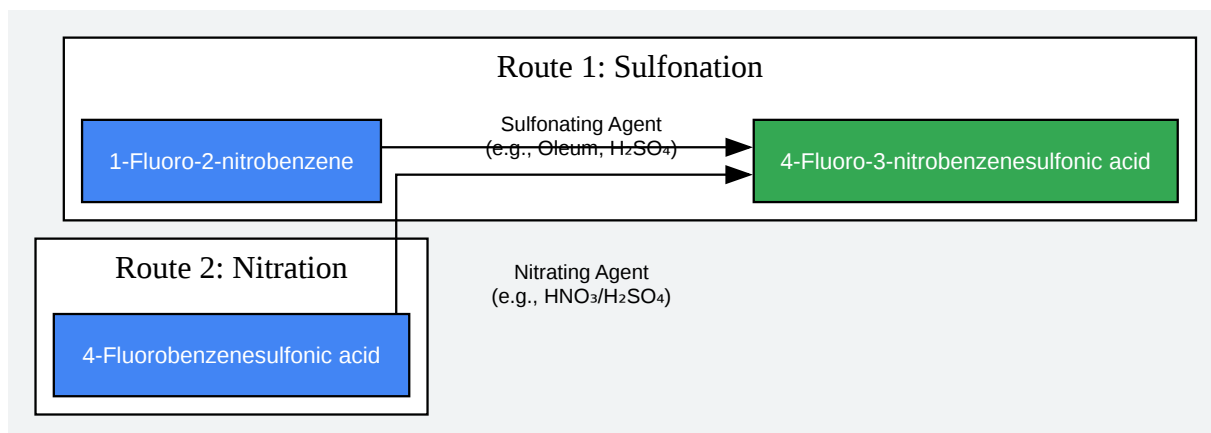 Route 1: Sulfonation
Sulfonating Agent
(e.g., Oleum, H₂SO₄)
1-Fluoro-2-nitrobenzene
4-Fluoro-3-nitrobenzenesulfonic acid
Route 2: Nitration
Nitrating Agent
(e.g., HNO₃/H₂SO₄)
4-Fluorobenzenesulfonic acid